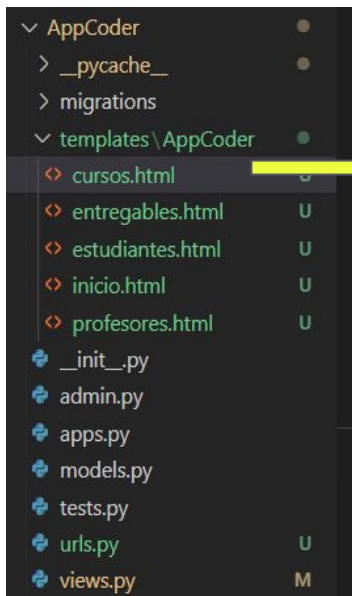 AppCoder
__pycache__
migrations
templates\AppCoder
cursos.html U
entregables.html U
estudiantes.html U
inicio.html U
profesores.html U
__init__.py
admin.py
apps.py
models.py
tests.py
urls.py U
views.py M